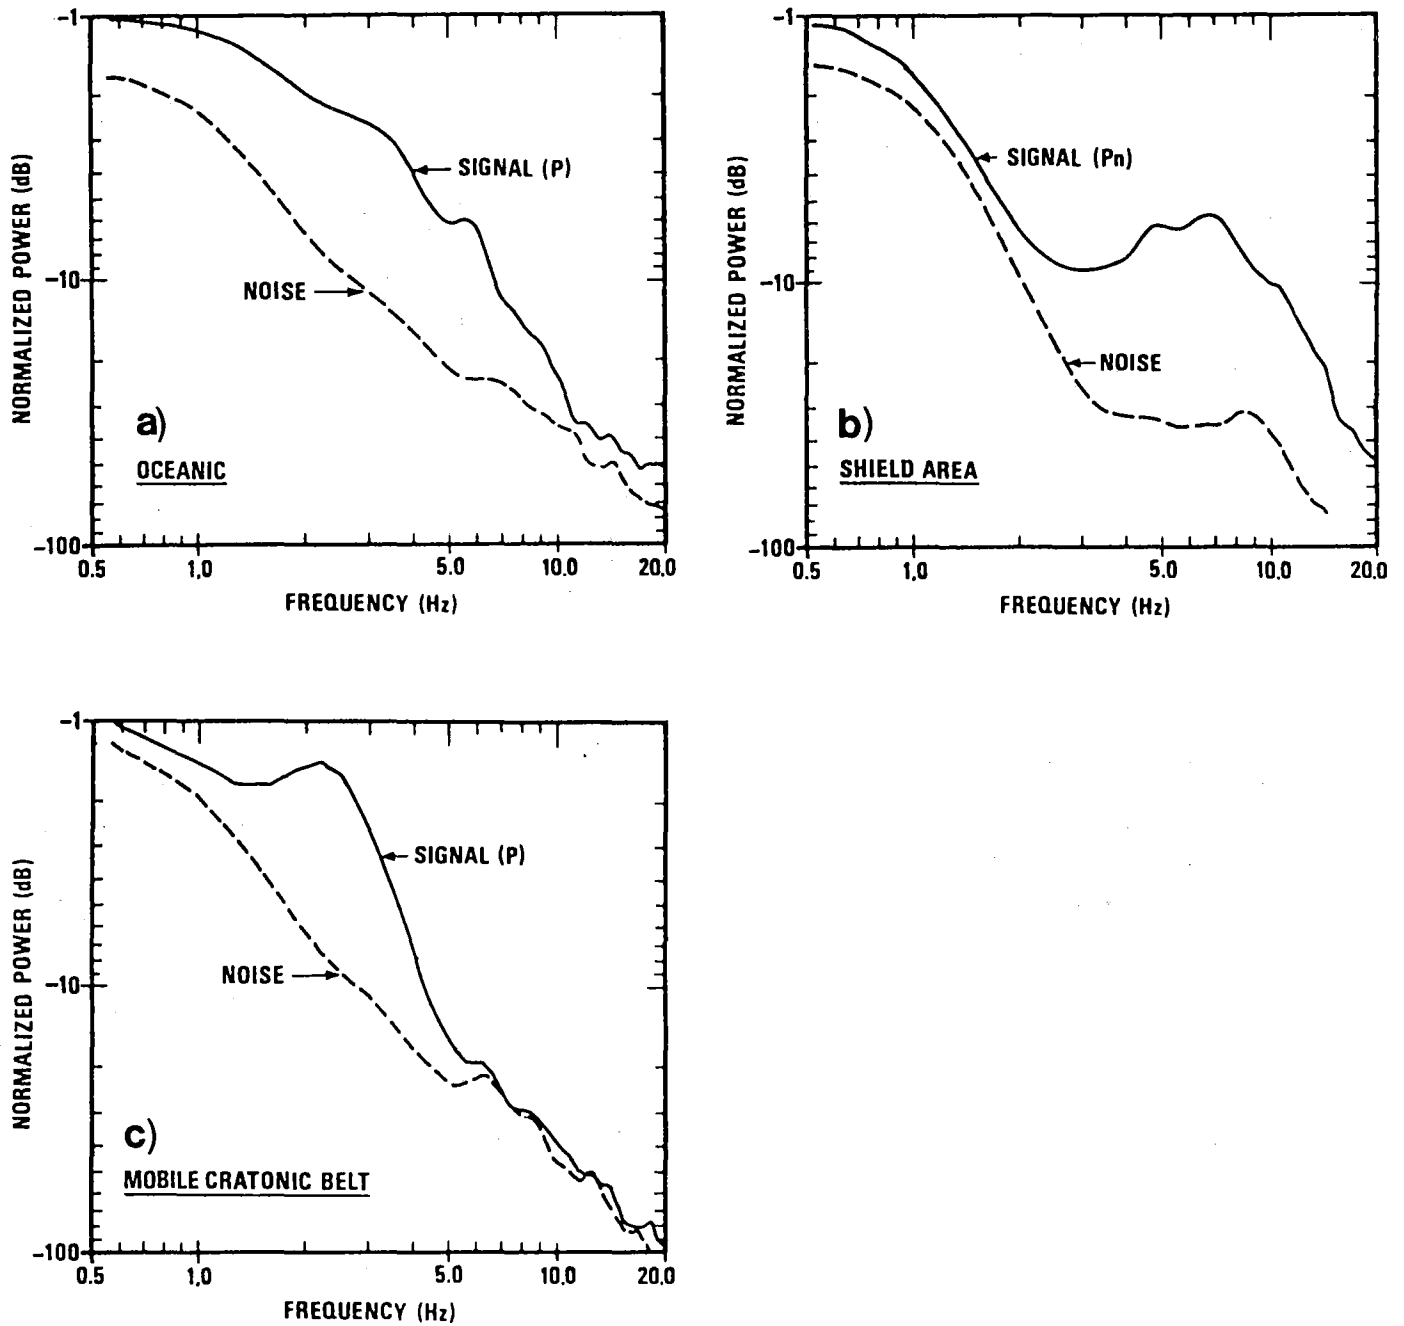 -1
-10
-100
NORMALIZED POWER (dB)
SIGNAL (P)
NOISE
a)
OCEANIC
0.5 1.0 5.0 10.0 20.0
FREQUENCY (Hz)
-1
-10
-100
NORMALIZED POWER (dB)
SIGNAL (Pn)
NOISE
b)
SHIELD AREA
0.5 1.0 5.0 10.0 20.0
FREQUENCY (Hz)
-1
-10
-100
NORMALIZED POWER (dB)
SIGNAL (P)
NOISE
c)
MOBILE CRATONIC BELT
0.5 1.0 5.0 10.0 20.0
FREQUENCY (Hz)